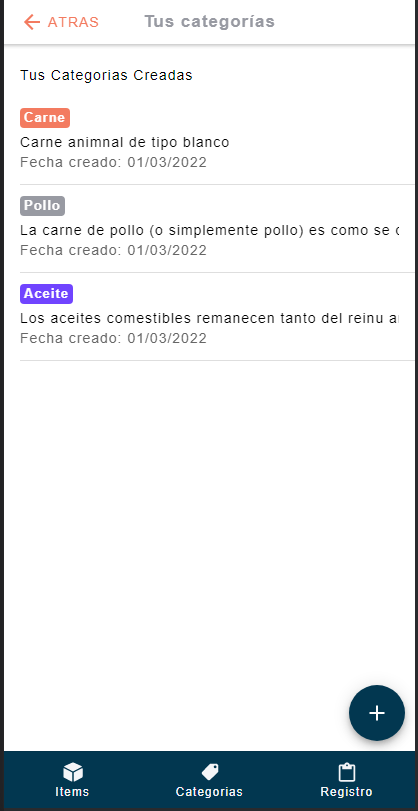 ATRAS
Tus categorías
Tus Categorias Creadas
Carne
Carne animnal de tipo blanco
Fecha creado: 01/03/2022
Pollo
La carne de pollo (o simplemente pollo) es como se
Fecha creado: 01/03/2022
Aceite
Los aceites comestibles remanecen tanto del reinu
Fecha creado: 01/03/2022
Items
Categorias
Registro